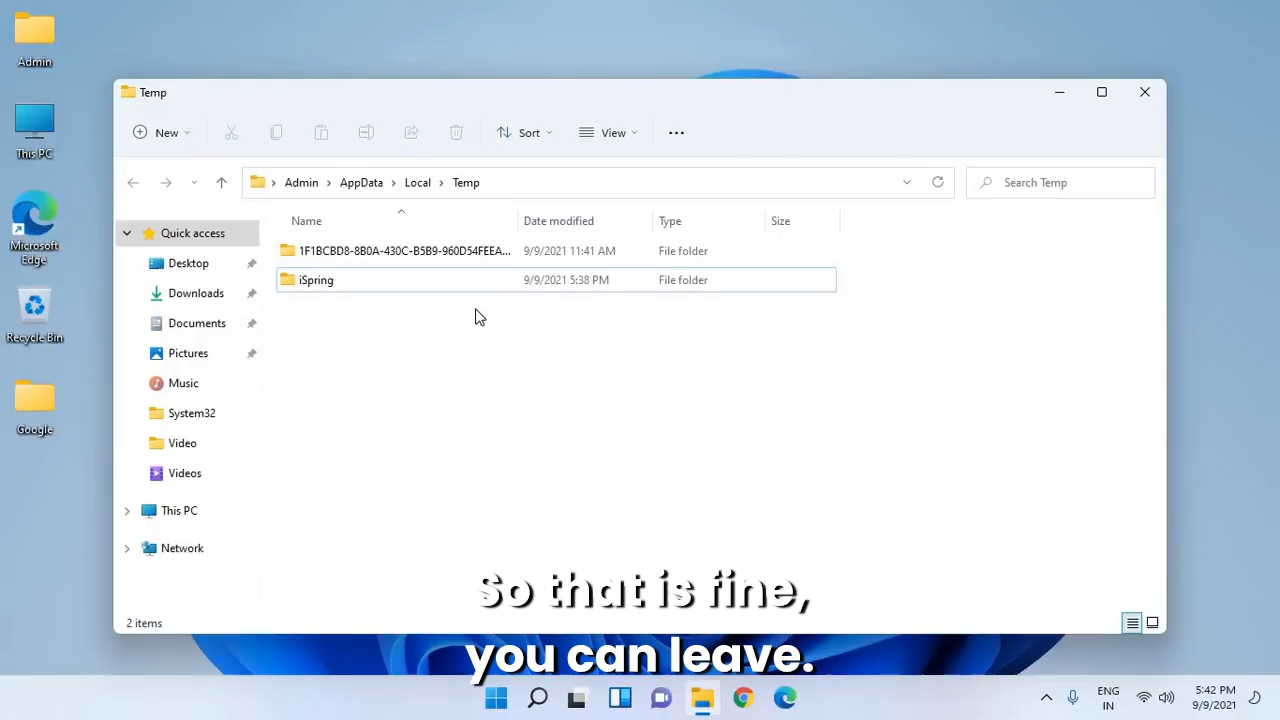 Admin
This PC
Microsoft
Edge
Recycle Bin
Google
Temp
New
Sort
View
Admin
AppData
Local
Temp
Search Temp
Name
Date modified
Type
Size
1F1BCBD8-8B0A-430C-B5B9-960D54FEEA...
9/9/2021 11:41 AM
File folder
iSpring
9/9/2021 5:38 PM
File folder
Quick access
Desktop
Downloads
Documents
Pictures
Music
System32
Video
Videos
This PC
Network
2 items
So that is fine,
you can leave.
ENG
IN
5:42 PM
9/9/2021